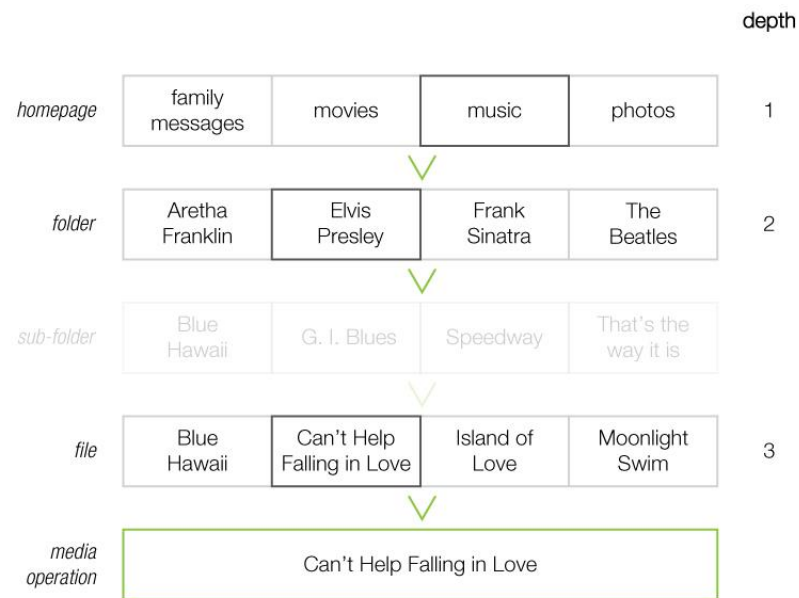 depth
homepage
family
messages
movies
music
photos
1
folder
Aretha
Franklin
Elvis
Presley
Frank
Sinatra
The
Beatles
2
sub-folder
Blue
Hawaii
G. I. Blues
Speedway
That's the
way it is
file
Blue
Hawaii
Can't Help
Falling in Love
Island of
Love
Moonlight
Swim
3
media
operation
Can't Help Falling in Love